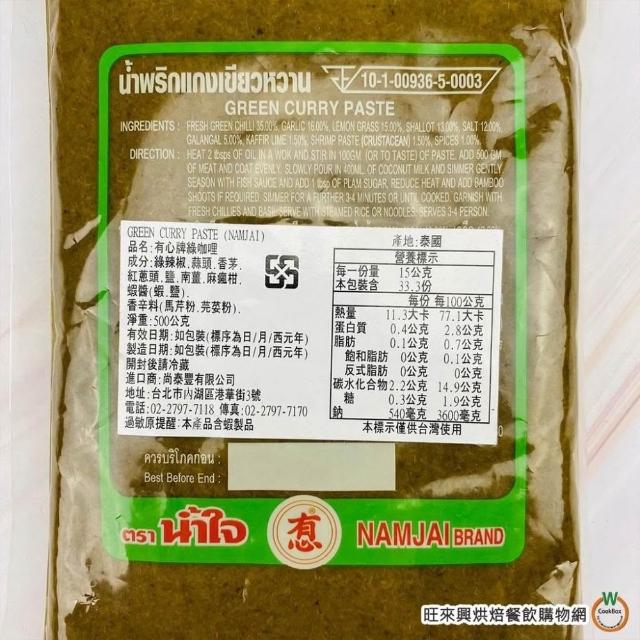 น้ำพริกแกงเขียวหวาน
10-1-00936-5-0003
GREEN CURRY PASTE
INGREDIENTS : FRESH GREEN CHILLI 35.00%, GARLIC 16.00%, LEMON GRASS 15.00%, SHALLOT 13.00%, SALT 12.00%,
GALANGAL 5.00%, KAFFIR LIME 1.50%, SHRIMP PASTE (CRUSTACEAN) 1.50%, SPICES 1.00%.
DIRECTION : HEAT 2 tbsps OF OIL IN A WOK AND STIR IN 100GM (OR TO TASTE) OF PASTE. ADD 500 GM
OF MEAT AND COAT EVENLY. SLOWLY POUR IN 400ML. OF COCONUT MILK AND SIMMER GENTLY
SEASON WITH FISH SAUCE AND ADD 1 tbsp OF PLAM SUGAR, REDUCE HEAT AND ADD BAMBOO
SHOOTS IF REQUIRED. SIMMER FOR A FURTHER 3-4 MINUTES OR UNTIL COOKED. GARNISH WITH
FRESH CHILLIES AND BASIL. SERVE WITH STEAMED RICE OR NOODLES. SERVES 3-4 PERSON.
GREEN CURRY PASTE (NAMJAI)
品名:有心牌綠咖哩
成分:綠辣椒,蒜頭,香茅,
紅蔥頭,鹽,南薑,麻瘋柑,
蝦醬(蝦,鹽).
香辛料(馬芹粉,芫荽粉).
淨重:500公克
有效日期:如包裝(標序為日/月/西元年)
製造日期:如包裝(標序為日/月/西元年)
開封後請冷藏
進口商:尚泰豐有限公司
地址:台北市內湖區港華街3號
電話:02-2797-7118 傳真:02-2797-7170
過敏原提醒:本產品含蝦製品
產地:泰國
營養標示
每一份量 15公克
本包裝含 33.3份
每份 每100公克
熱量 11.3大卡 77.1大卡
蛋白質 0.4公克 2.8公克
脂肪 0.1公克 0.7公克
飽和脂肪 0公克 0.1公克
反式脂肪 0公克 0公克
碳水化合物 2.2公克 14.9公克
糖 0.3公克 1.9公克
鈉 540毫克 3600毫克
本標示僅供台灣使用
ควรบริโภคก่อน :
Best Before End :
ตรา น้ำใจ
有心
NAMJAI BRAND
W
CookBox
旺來興烘焙餐飲購物網